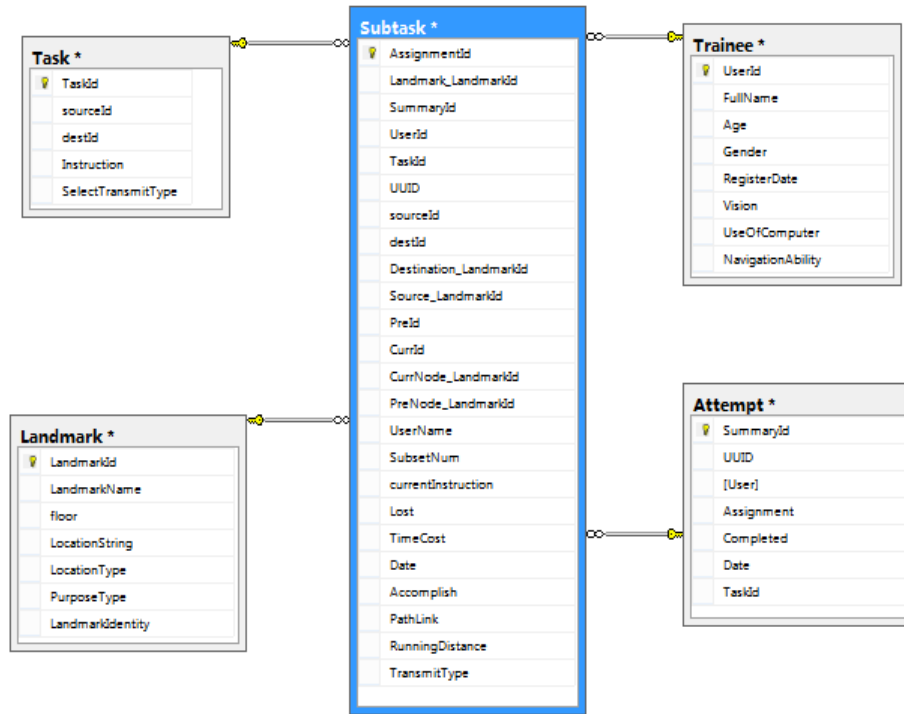 Task *
TaskId
sourceId
destId
Instruction
SelectTransmitType
Subtask *
AssignmentId
Landmark_LandmarkId
SummaryId
UserId
TaskId
UUID
sourceId
destId
Destination_LandmarkId
Source_LandmarkId
PreId
CurrId
CurrNode_LandmarkId
PreNode_LandmarkId
UserName
SubsetNum
currentInstruction
Lost
TimeCost
Date
Accomplish
PathLink
RunningDistance
TransmitType
Trainee *
UserId
FullName
Age
Gender
RegisterDate
Vision
UseOfComputer
NavigationAbility
Landmark *
LandmarkId
LandmarkName
floor
LocationString
LocationType
PurposeType
LandmarkIdentity
Attempt *
SummaryId
UUID
[User]
Assignment
Completed
Date
TaskId